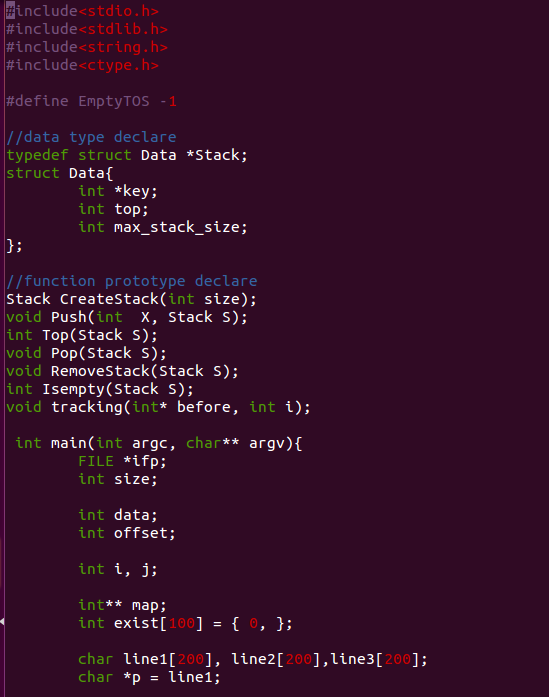 #include<stdio.h>
#include<stdlib.h>
#include<string.h>
#include<ctype.h>
#define EmptyTOS -1
//data type declare
typedef struct Data *Stack;
struct Data{
int *key;
int top;
int max_stack_size;
};
//function prototype declare
Stack CreateStack(int size);
void Push(int  X, Stack S);
int Top(Stack S);
void Pop(Stack S);
void RemoveStack(Stack S);
int Isempty(Stack S);
void tracking(int* before, int i);
int main(int argc, char** argv){
FILE *ifp;
int size;
int data;
int offset;
int i, j;
int** map;
int exist[100] = { 0, };
char line1[200], line2[200],line3[200];
char *p = line1;